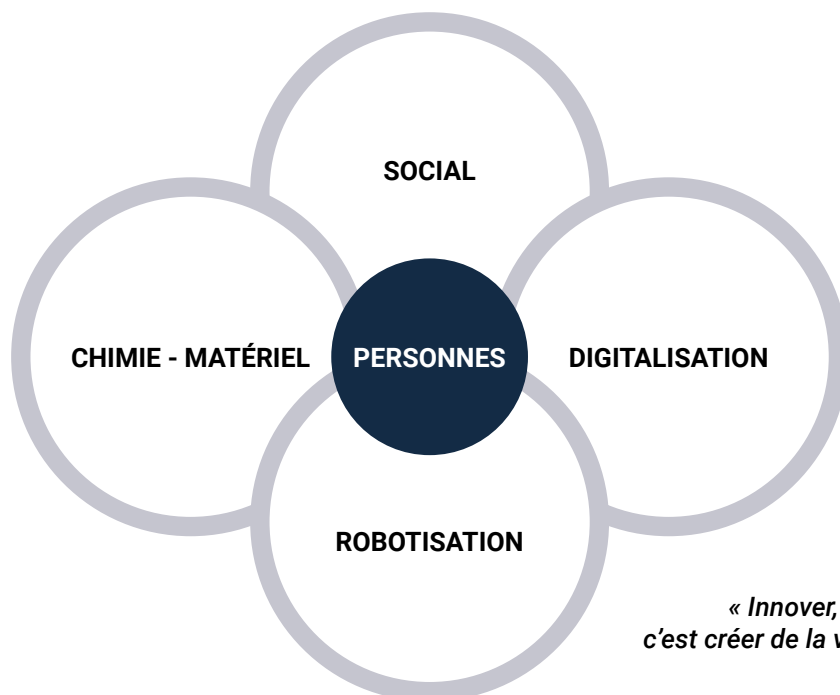 SOCIAL
CHIMIE - MATÉRIEL
PERSONNES
DIGITALISATION
ROBOTISATION
« Innover,
c’est créer de la